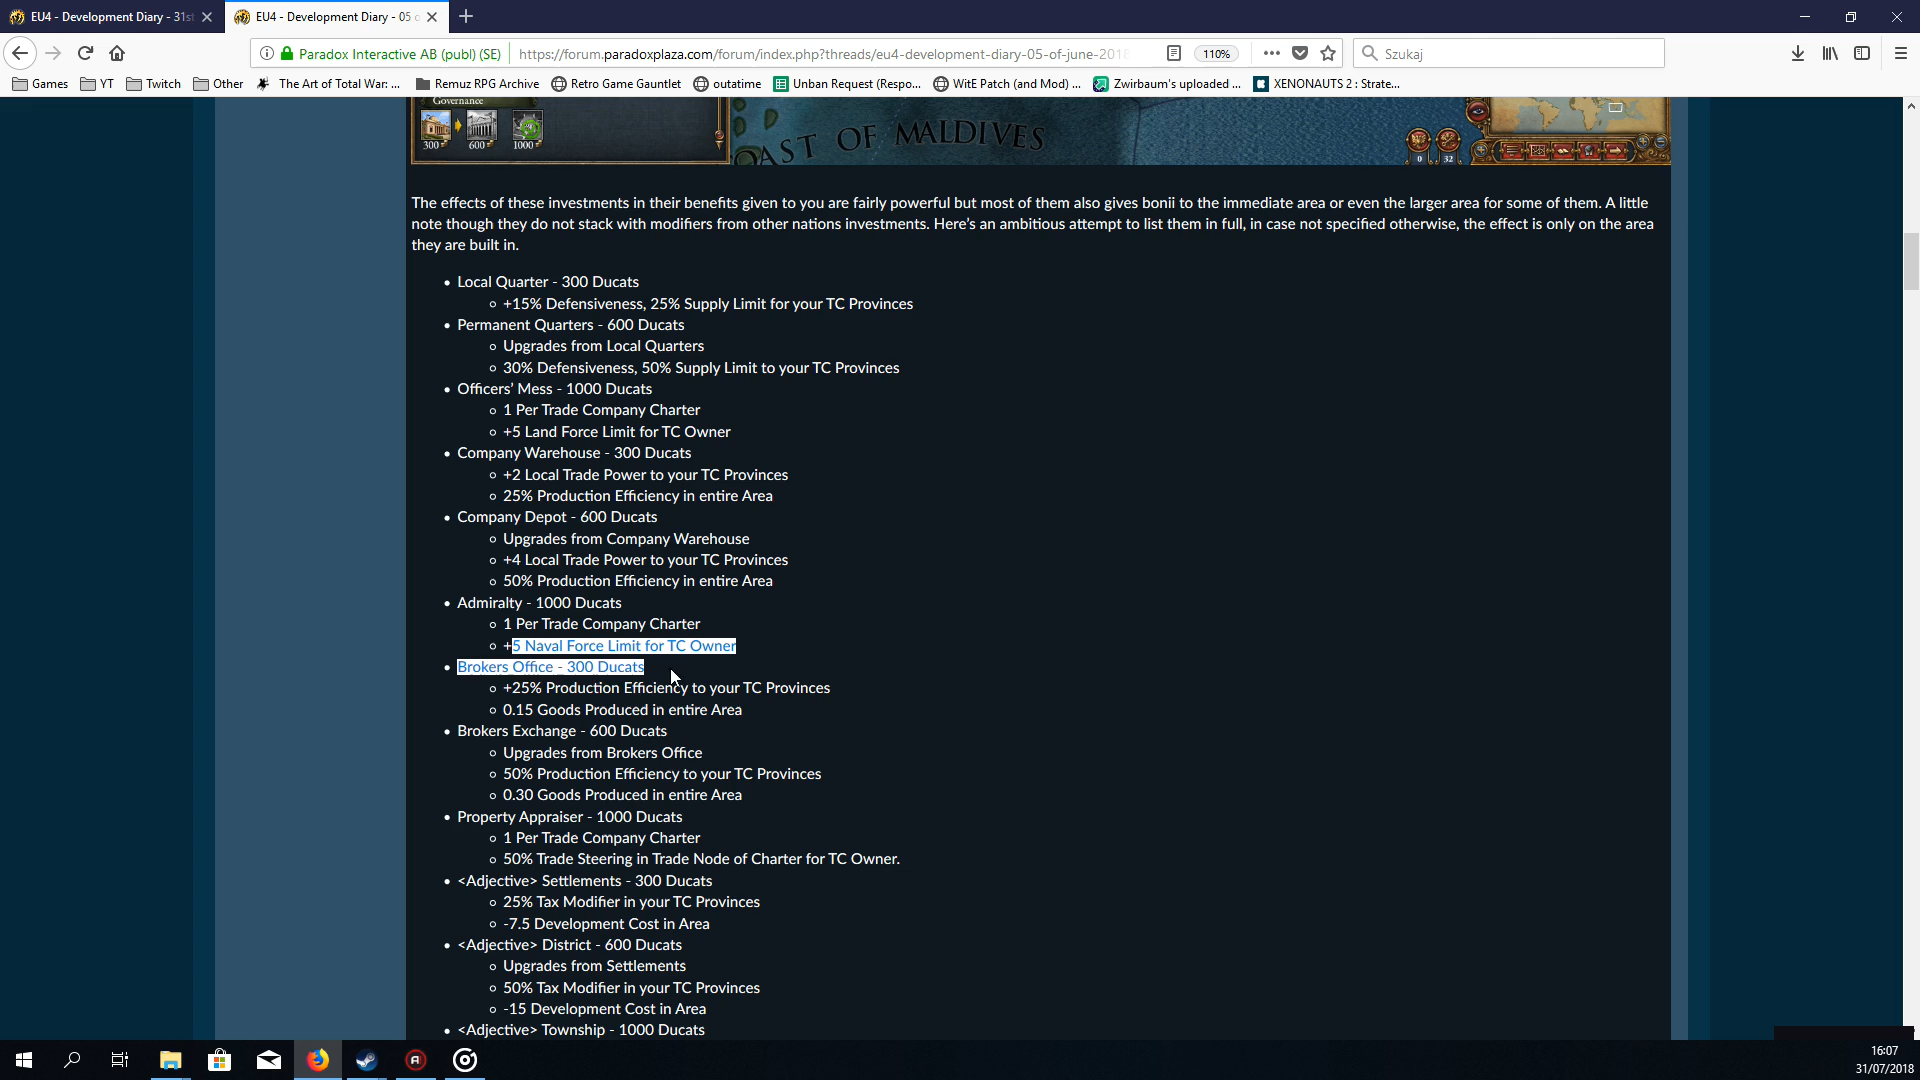 EU4 - Development Diary - 31st
EU4 - Development Diary - 05 o
Paradox Interactive AB (publ) (SE)
https://forum.paradoxplaza.com/forum/index.php?threads/eu4-development-diary-05-of-june-2018
110%
Szukaj
Games
YT
Twitch
Other
The Art of Total War: ...
Remuz RPG Archive
Retro Game Gauntlet
outatime
Unban Request (Respo...
WitE Patch (and Mod) ...
Zwirbaum's uploaded ...
XENONAUTS 2 : Strate...
Governance
300
600
1000
OAST OF MALDIVES
0
32
The effects of these investments in their benefits given to you are fairly powerful but most of them also gives bonii to the immediate area or even the larger area for some of them. A little
note though they do not stack with modifiers from other nations investments. Here's an ambitious attempt to list them in full, in case not specified otherwise, the effect is only on the area
they are built in.
Local Quarter - 300 Ducats
+15% Defensiveness, 25% Supply Limit for your TC Provinces
Permanent Quarters - 600 Ducats
Upgrades from Local Quarters
30% Defensiveness, 50% Supply Limit to your TC Provinces
Officers' Mess - 1000 Ducats
1 Per Trade Company Charter
+5 Land Force Limit for TC Owner
Company Warehouse - 300 Ducats
+2 Local Trade Power to your TC Provinces
25% Production Efficiency in entire Area
Company Depot - 600 Ducats
Upgrades from Company Warehouse
+4 Local Trade Power to your TC Provinces
50% Production Efficiency in entire Area
Admiralty - 1000 Ducats
1 Per Trade Company Charter
+5 Naval Force Limit for TC Owner
Brokers Office - 300 Ducats
+25% Production Efficiency to your TC Provinces
0.15 Goods Produced in entire Area
Brokers Exchange - 600 Ducats
Upgrades from Brokers Office
50% Production Efficiency to your TC Provinces
0.30 Goods Produced in entire Area
Property Appraiser - 1000 Ducats
1 Per Trade Company Charter
50% Trade Steering in Trade Node of Charter for TC Owner.
<Adjective> Settlements - 300 Ducats
25% Tax Modifier in your TC Provinces
-7.5 Development Cost in Area
<Adjective> District - 600 Ducats
Upgrades from Settlements
50% Tax Modifier in your TC Provinces
-15 Development Cost in Area
<Adjective> Township - 1000 Ducats
16:07
31/07/2018